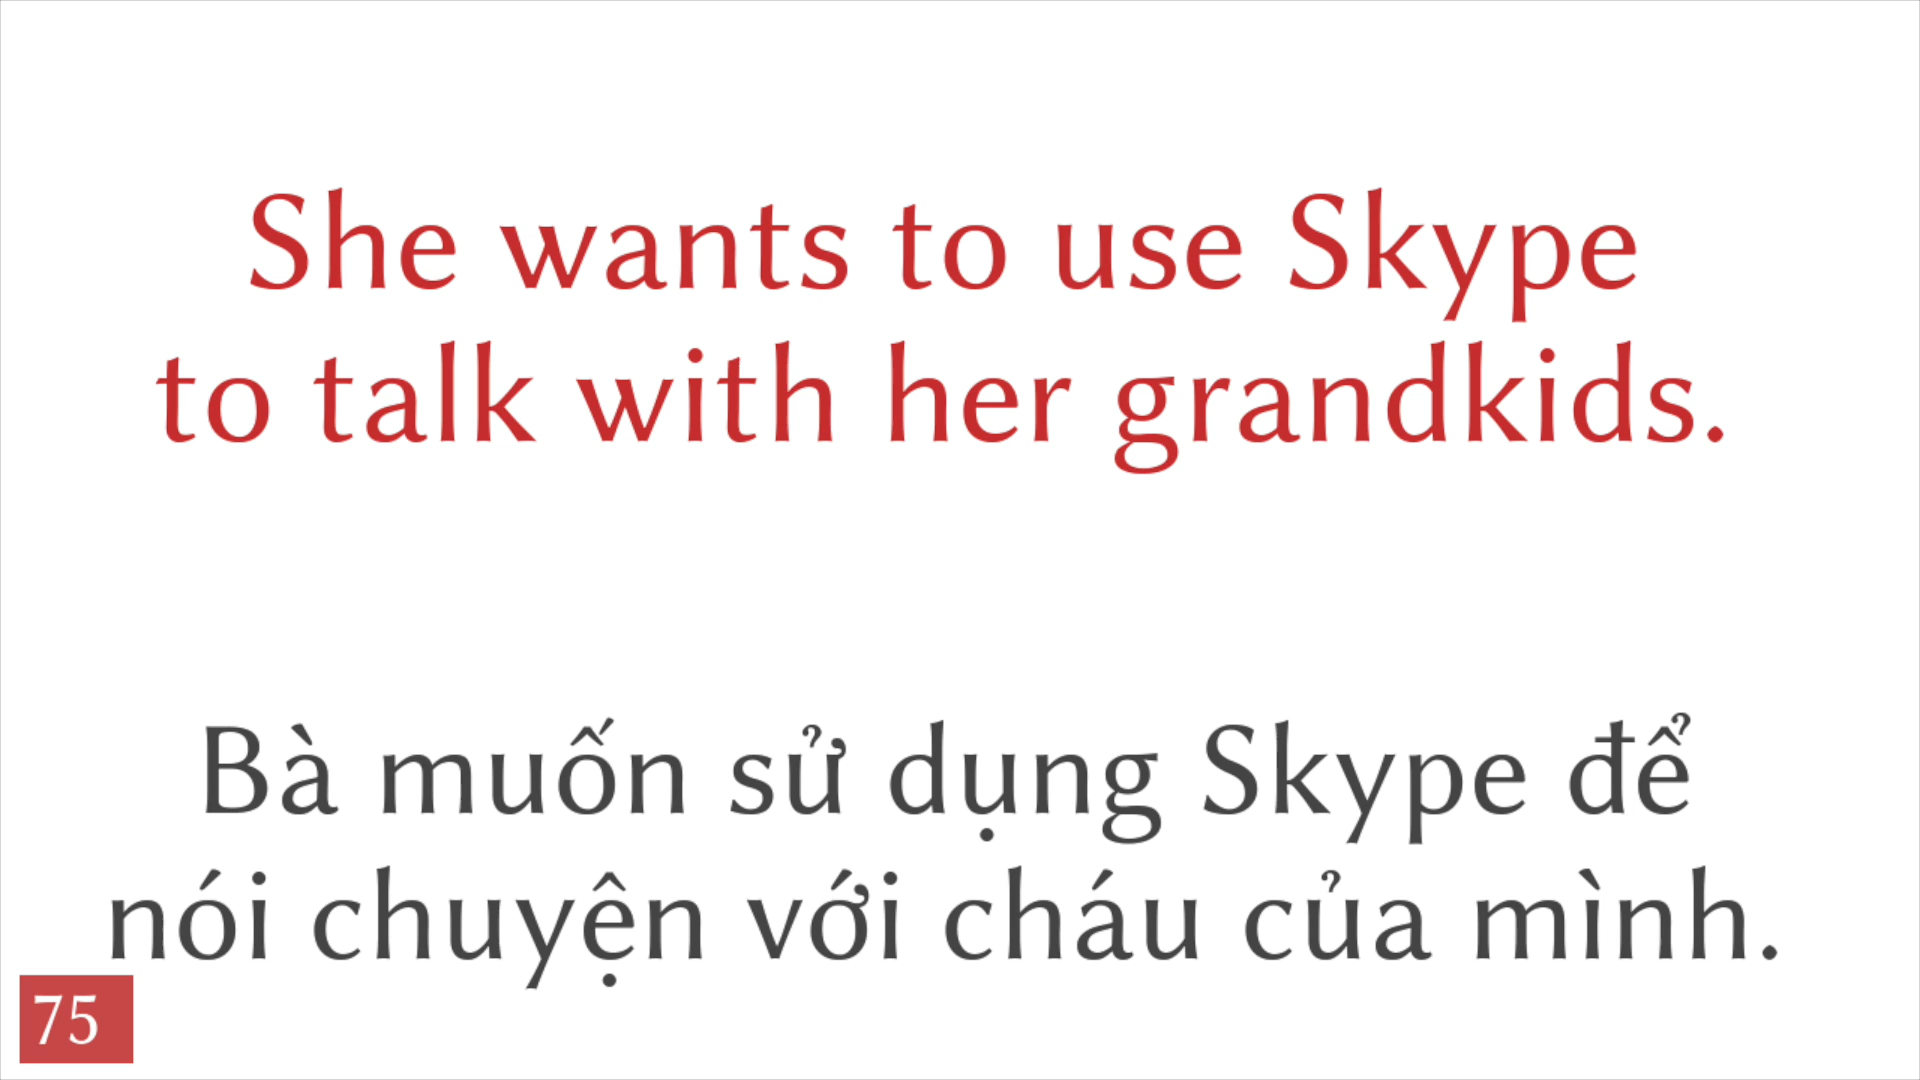 She wants to use Skype
to talk with her grandkids.
Bà muốn sử dụng Skype để
nói chuyện với cháu của mình.
75